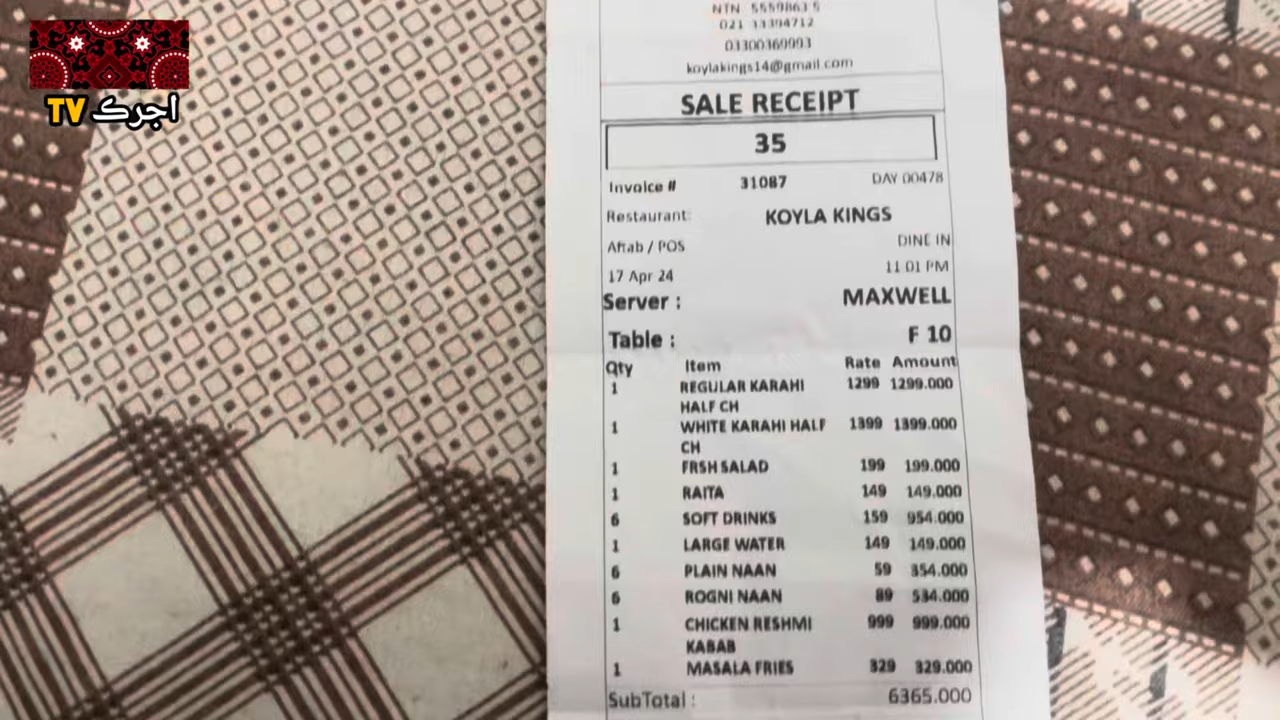 اجرک TV
NTN 5559863 5
021 33394712
03300369993
koylakings14@gmail.com
SALE RECEIPT
35
Invoice # 31087 DAY 00478
Restaurant: KOYLA KINGS
Aftab / POS DINE IN
17 Apr 24 11 01 PM
Server : MAXWELL
Table : F 10
Qty Item Rate Amount
1 REGULAR KARAHI 1299 1299.000
HALF CH
1 WHITE KARAHI HALF 1399 1399.000
CH
1 FRSH SALAD 199 199.000
1 RAITA 149 149.000
6 SOFT DRINKS 159 954.000
1 LARGE WATER 149 149.000
6 PLAIN NAAN 59 354.000
6 ROGNI NAAN 89 534.000
1 CHICKEN RESHMI 999 999.000
KABAB
1 MASALA FRIES 329 329.000
SubTotal : 6365.000